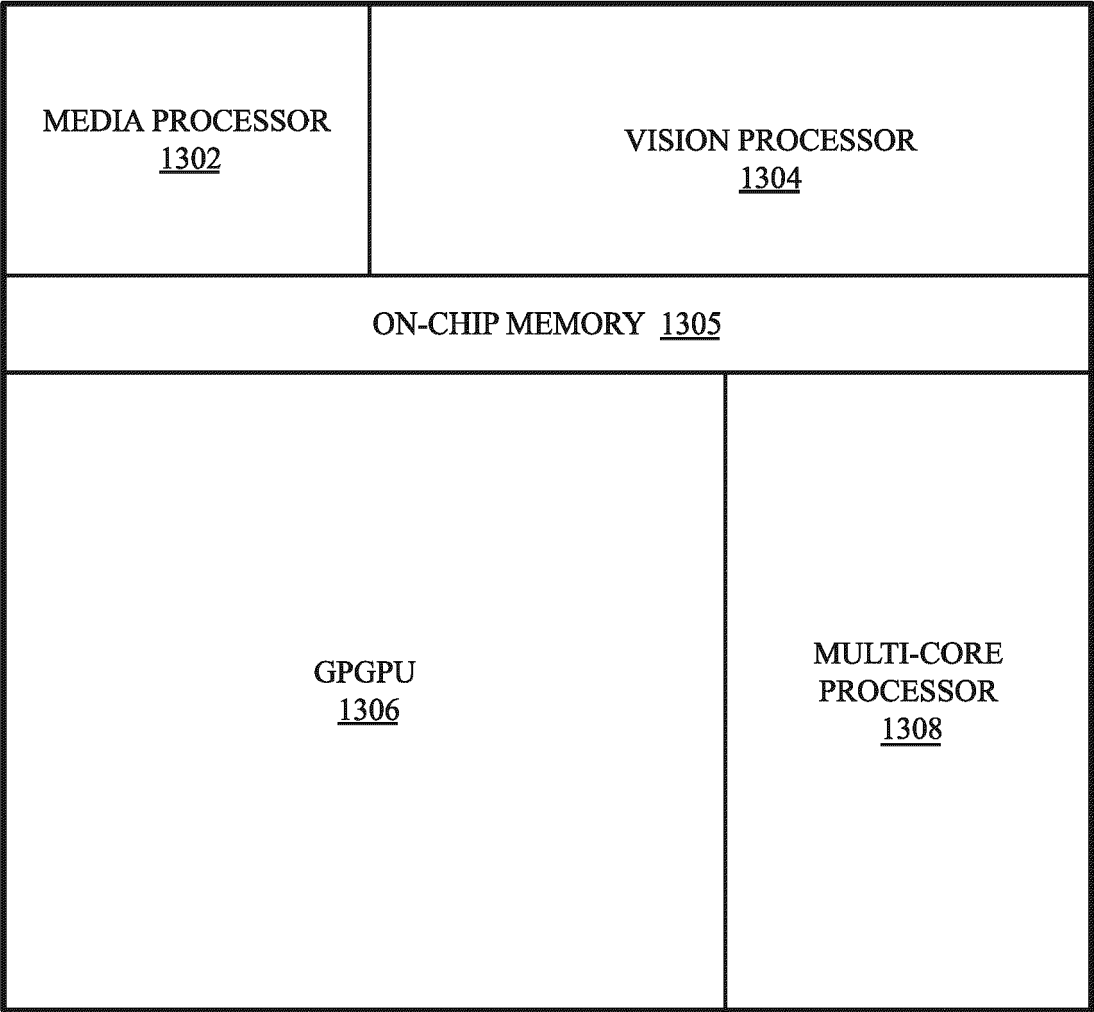 MEDIA PROCESSOR
1302
VISION PROCESSOR
1304
ON-CHIP MEMORY 1305
GPGPU
1306
MULTI-CORE
PROCESSOR
1308